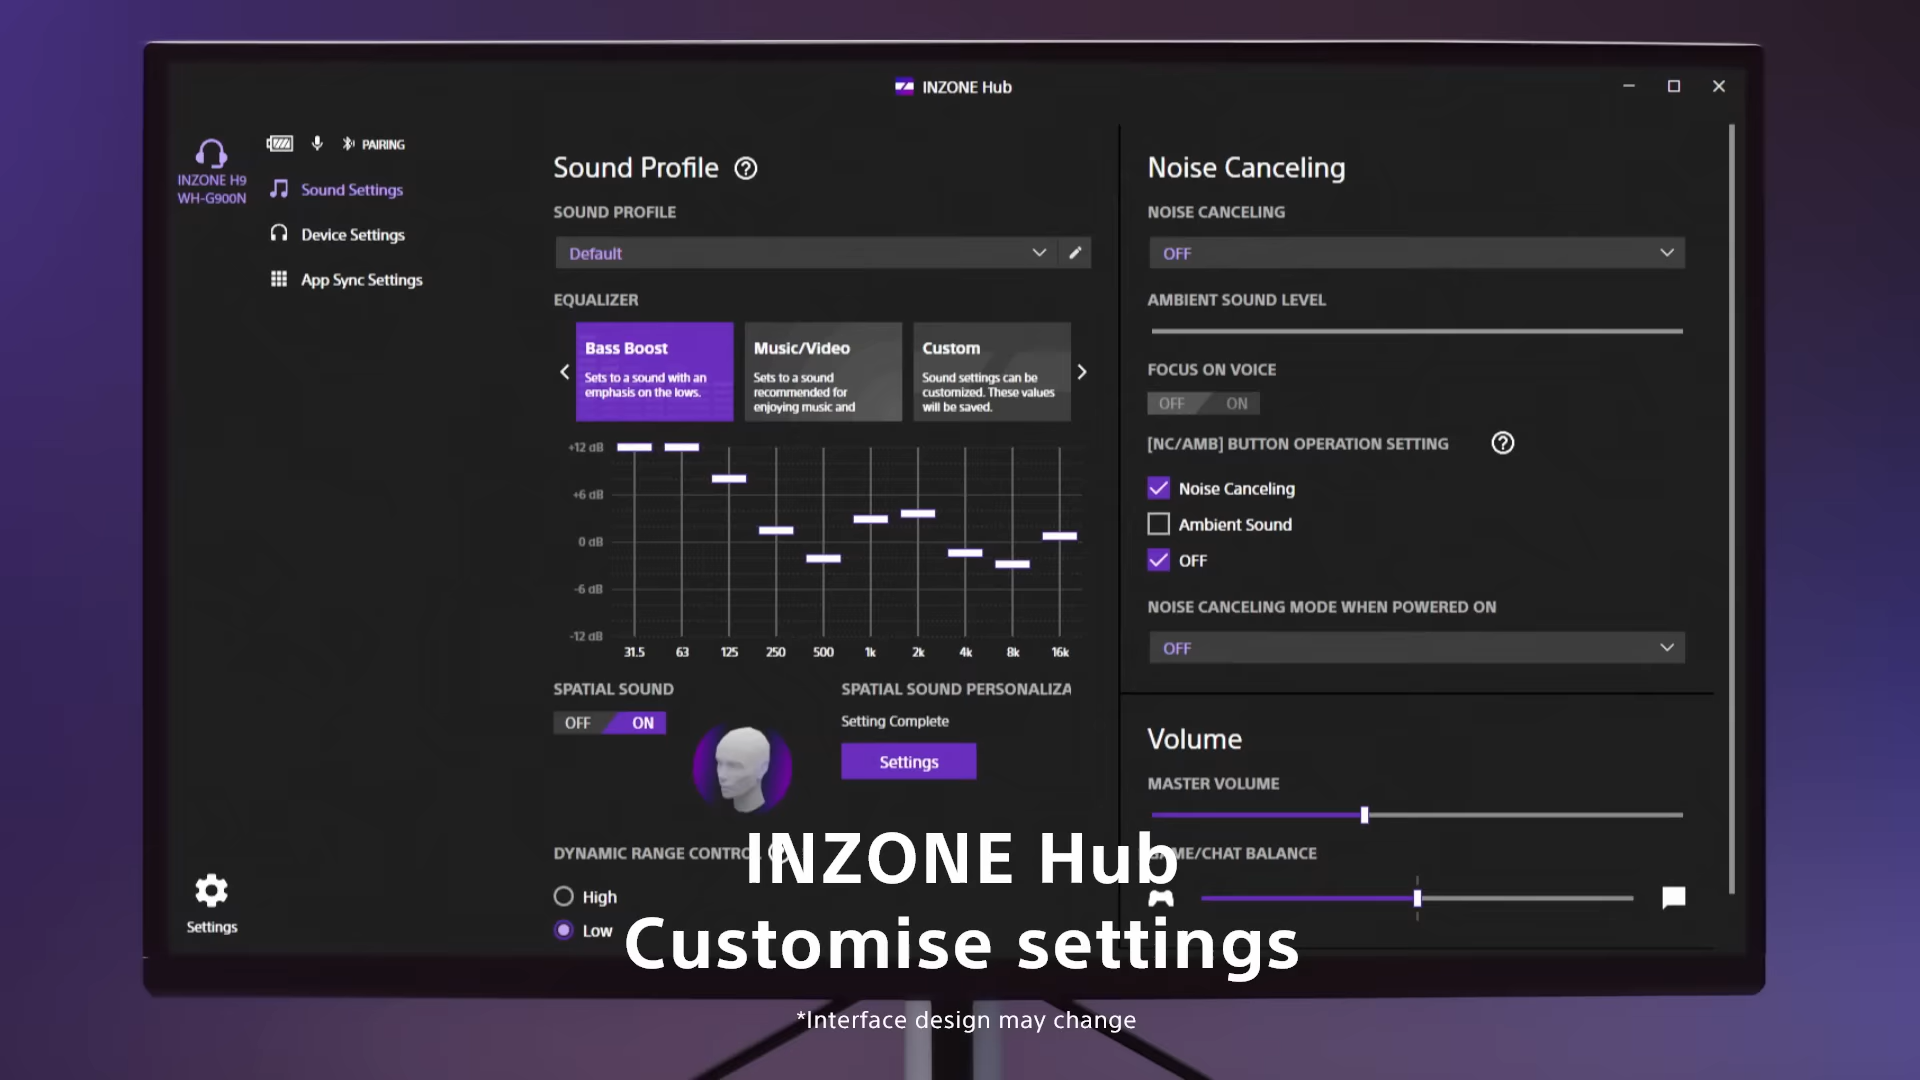 INZONE Hub
PAIRING
INZONE H9
WH-G900N
Sound Settings
Device Settings
App Sync Settings
Settings
Sound Profile
SOUND PROFILE
Default
EQUALIZER
Bass Boost
Sets to a sound with an
emphasis on the lows.
Music/Video
Sets to a sound
recommended for
enjoying music and
Custom
Sound settings can be
customized. These values
will be saved.
+12 dB
+6 dB
0 dB
-6 dB
-12 dB
31.5 63 125 250 500 1k 2k 4k 8k 16k
SPATIAL SOUND
OFF ON
SPATIAL SOUND PERSONALIZA
Setting Complete
Settings
DYNAMIC RANGE CONTRO
High
Low
Noise Canceling
NOISE CANCELING
OFF
AMBIENT SOUND LEVEL
FOCUS ON VOICE
OFF ON
[NC/AMB] BUTTON OPERATION SETTING
Noise Canceling
Ambient Sound
OFF
NOISE CANCELING MODE WHEN POWERED ON
OFF
Volume
MASTER VOLUME
GAME/CHAT BALANCE
INZONE Hub
Customise settings
*Interface design may change